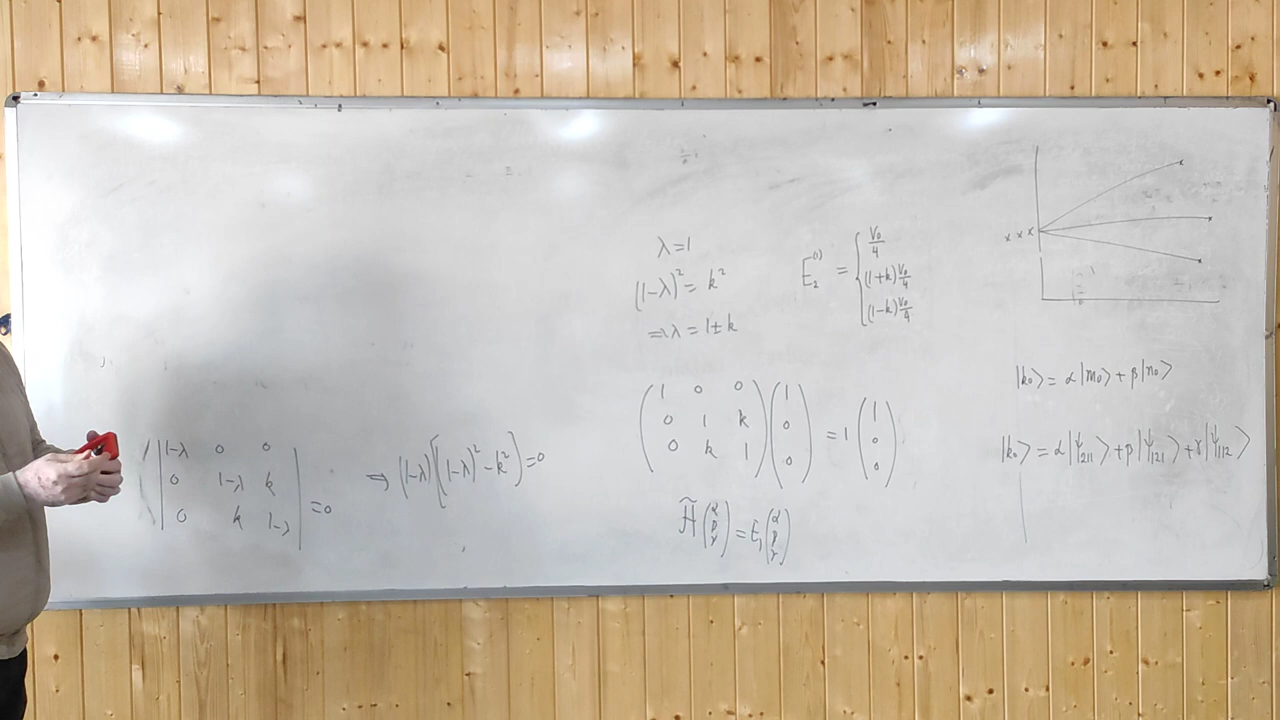 |1-λ 0 0|
|0 1-λ k|
|0 k 1-λ| = 0
⇒ (1-λ)[(1-λ)² - k²] = 0
λ = 1
(1-λ)² = k²
⇒ λ = 1 ± k
E₂⁽¹⁾ = { V₀/4
(1+k) V₀/4
(1-k) V₀/4
(1 0 0) (1) (1)
(0 1 k) (0) = 1 (0)
(0 k 1) (0) (0)
H̃ (α β γ) = E₁ (α β γ)
x x x
|k₀⟩ = α|m₀⟩ + β|n₀⟩
|k₀⟩ = α|ψ₂₁₁⟩ + β|ψ₁₂₁⟩ + γ|ψ₁₁₂⟩